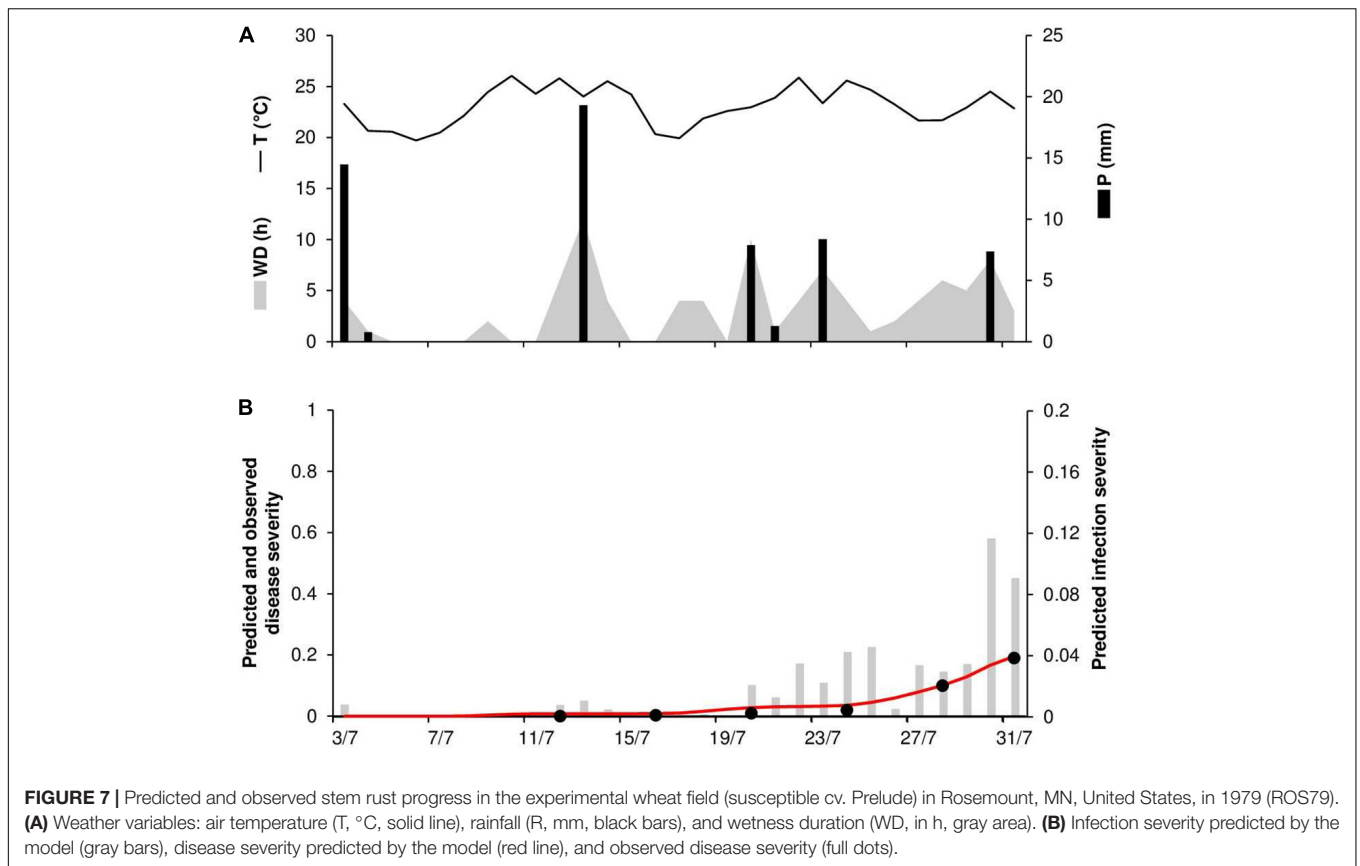 A
30
25
20
15
10
5
0
— T (°C)
WD (h)
25
20
15
10
5
0
P (mm)
B
1
0.8
0.6
0.4
0.2
0
Predicted and observed
disease severity
0.2
0.16
0.12
0.08
0.04
0
Predicted infection severity
3/7 7/7 11/7 15/7 19/7 23/7 27/7 31/7
FIGURE 7 | Predicted and observed stem rust progress in the experimental wheat field (susceptible cv. Prelude) in Rosemount, MN, United States, in 1979 (ROS79).
(A) Weather variables: air temperature (T, °C, solid line), rainfall (R, mm, black bars), and wetness duration (WD, in h, gray area). (B) Infection severity predicted by the
model (gray bars), disease severity predicted by the model (red line), and observed disease severity (full dots).